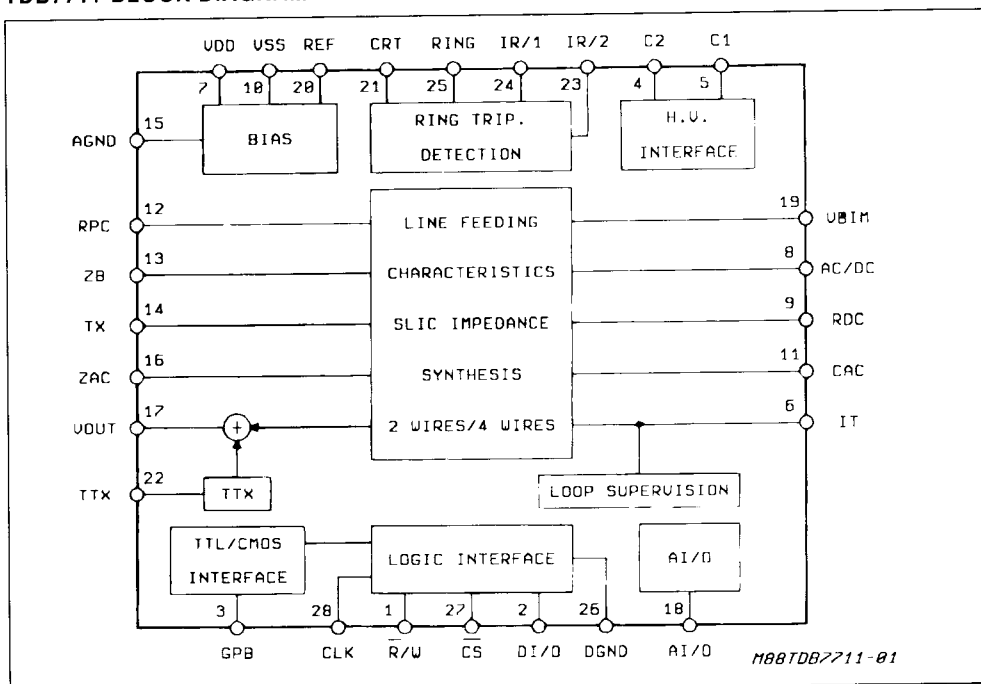 VDD VSS REF CRT RING IR/1 IR/2 C2 C1
7 10 20 21 25 24 23 4 5
15
AGND
BIAS
RING TRIP.
DETECTION
H.V.
INTERFACE
12
RPC
LINE FEEDING
19
VBIM
13
ZB
CHARACTERISTICS
8
AC/DC
14
TX
SLIC IMPEDANCE
9
RDC
16
ZAC
SYNTHESIS
11
CAC
17
VOUT
+
2 WIRES/4 WIRES
6
IT
22
TTX
TTX
LOOP SUPERVISION
TTL/CMOS
INTERFACE
LOGIC INTERFACE
AI/O
3 28 1 27 2 26 18
GPB CLK R̅/W C̅S̅ DI/O DGND AI/O
M88TDB7711-01